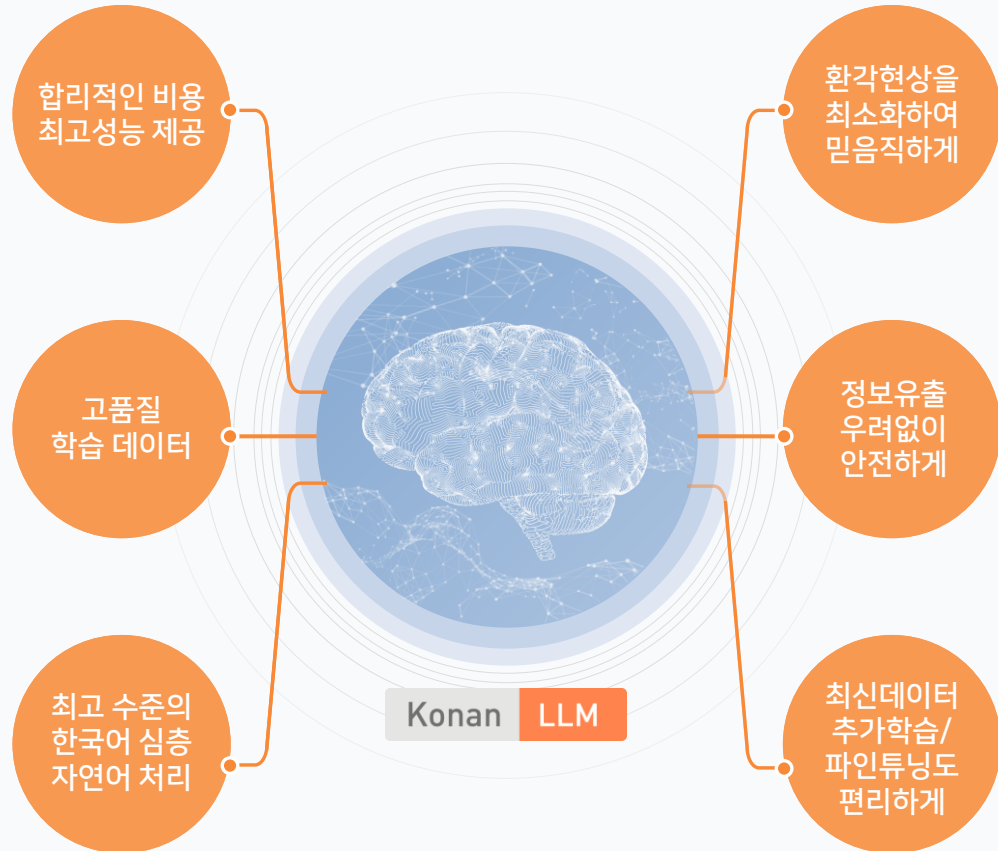 합리적인 비용
최고성능 제공
고품질
학습 데이터
최고 수준의
한국어 심층
자연어 처리
환각현상을
최소화하여
믿음직하게
정보유출
우려없이
안전하게
최신데이터
추가학습/
파인튜닝도
편리하게
Konan LLM